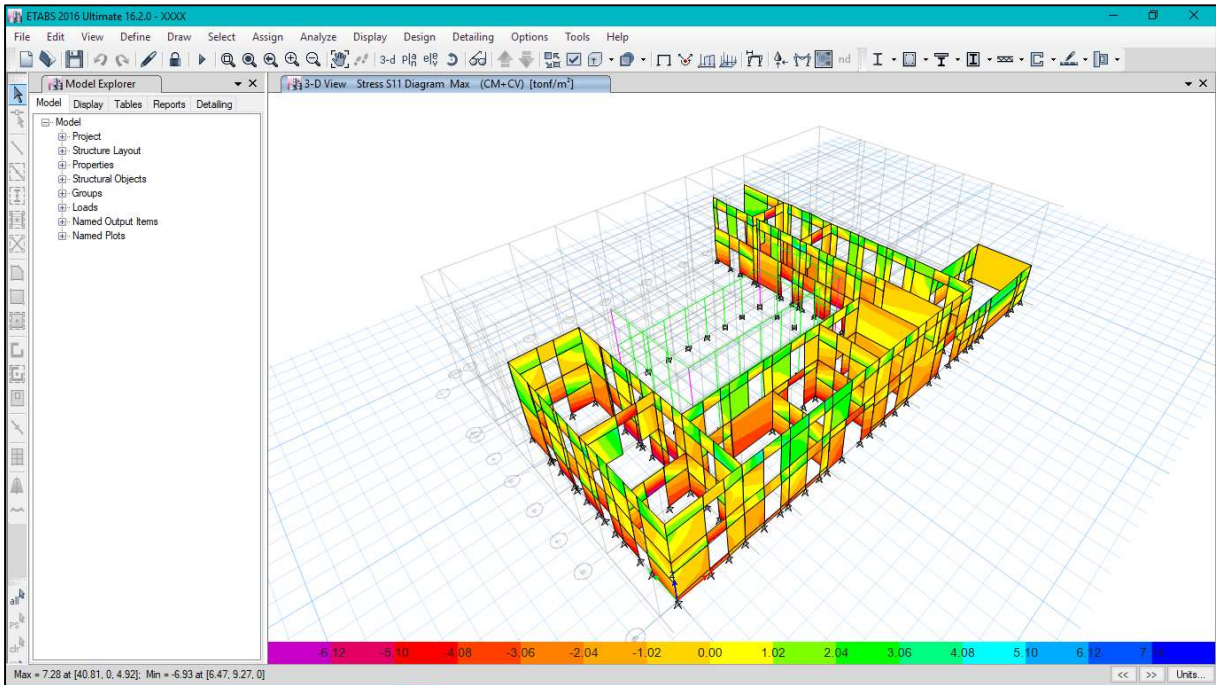 ETABS 2016 Ultimate 16.2.0 - XXXX
File Edit View Define Draw Select Assign Analyze Display Design Detailing Options Tools Help
3-d nd
Model Explorer
Model Display Tables Reports Detailing
Model
Project
Structure Layout
Properties
Structural Objects
Groups
Loads
Named Output Items
Named Plots
3-D View Stress S11 Diagram Max (CM+CV) [tonf/m²]
all
ps
clr
-6.12 -5.10 -4.08 -3.06 -2.04 -1.02 0.00 1.02 2.04 3.06 4.08 5.10 6.12
Max = 7.28 at [40.81, 0, 4.92]; Min = -6.93 at [6.47, 9.27, 0]
<< >> Units...